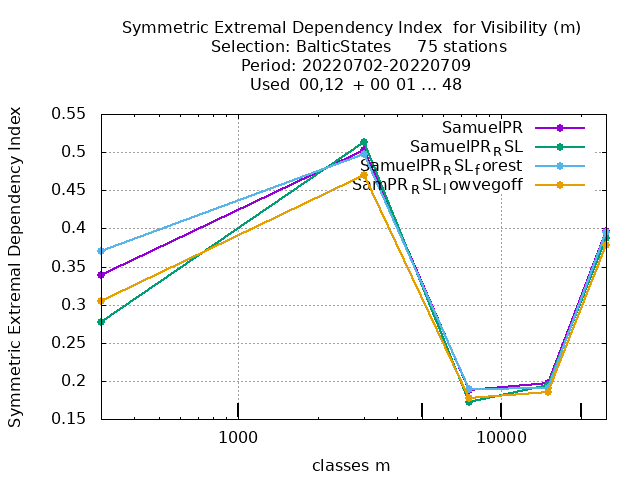 Symmetric Extremal Dependency Index for Visibility (m)
Selection: BalticStates 75 stations
Period: 20220702-20220709
Used 00,12 + 00 01 ... 48
Symmetric Extremal Dependency Index
0.55
0.5
0.45
0.4
0.35
0.3
0.25
0.2
0.15
SamuelPR
SamuelPR_RSL
SamuelPR_RSL_forest
SamPR_RSL_lowvegoff
1000
10000
classes m